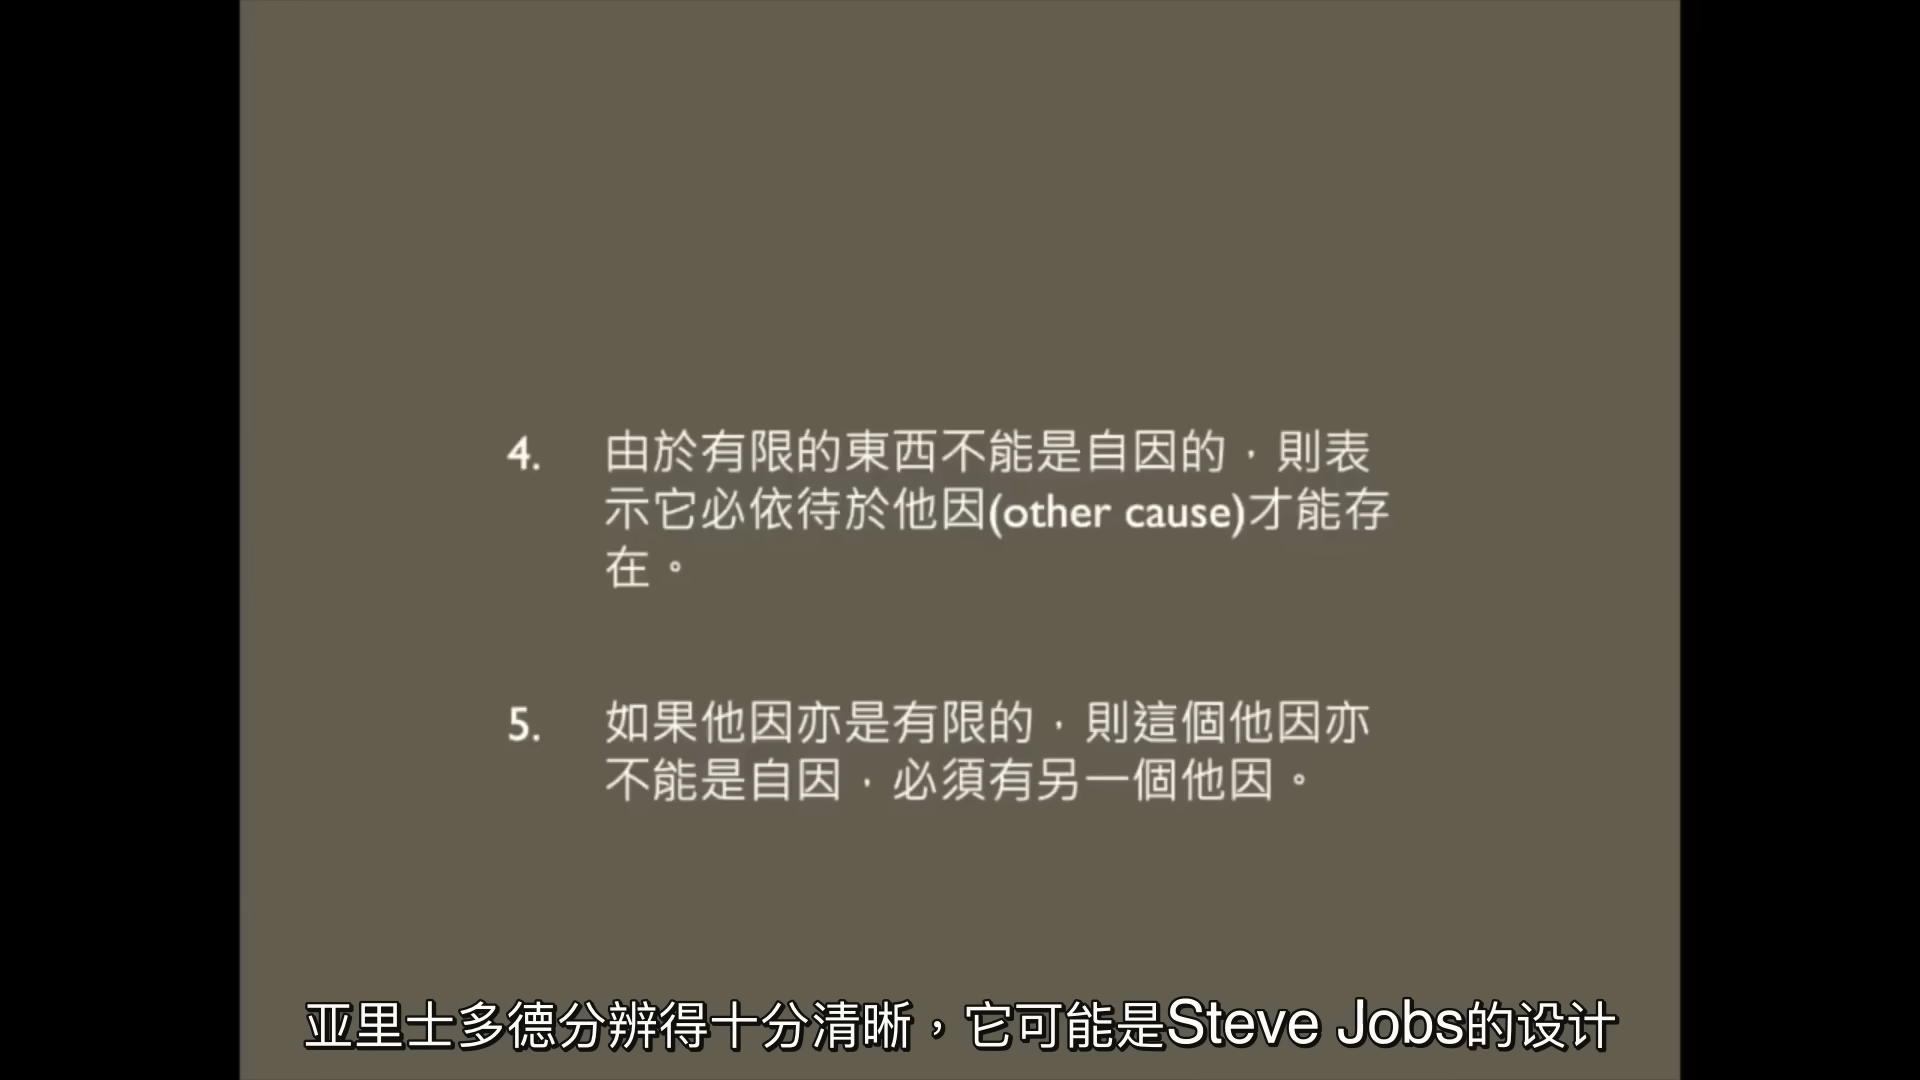 4. 由於有限的東西不能是自因的，則表
示它必依待於他因(other cause)才能存
在。
5. 如果他因亦是有限的，則這個他因亦
不能是自因，必須有另一個他因。
亚里士多德分辨得十分清晰，它可能是Steve Jobs的设计